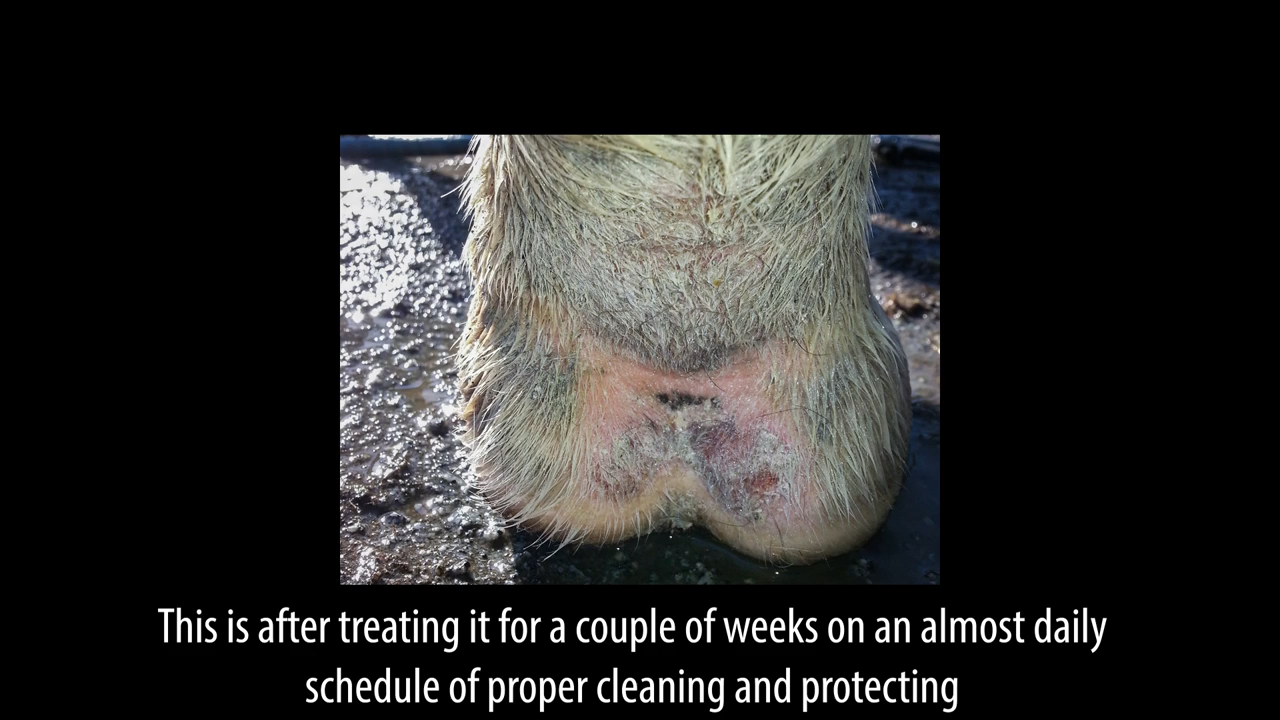 This is after treating it for a couple of weeks on an almost daily
schedule of proper cleaning and protecting